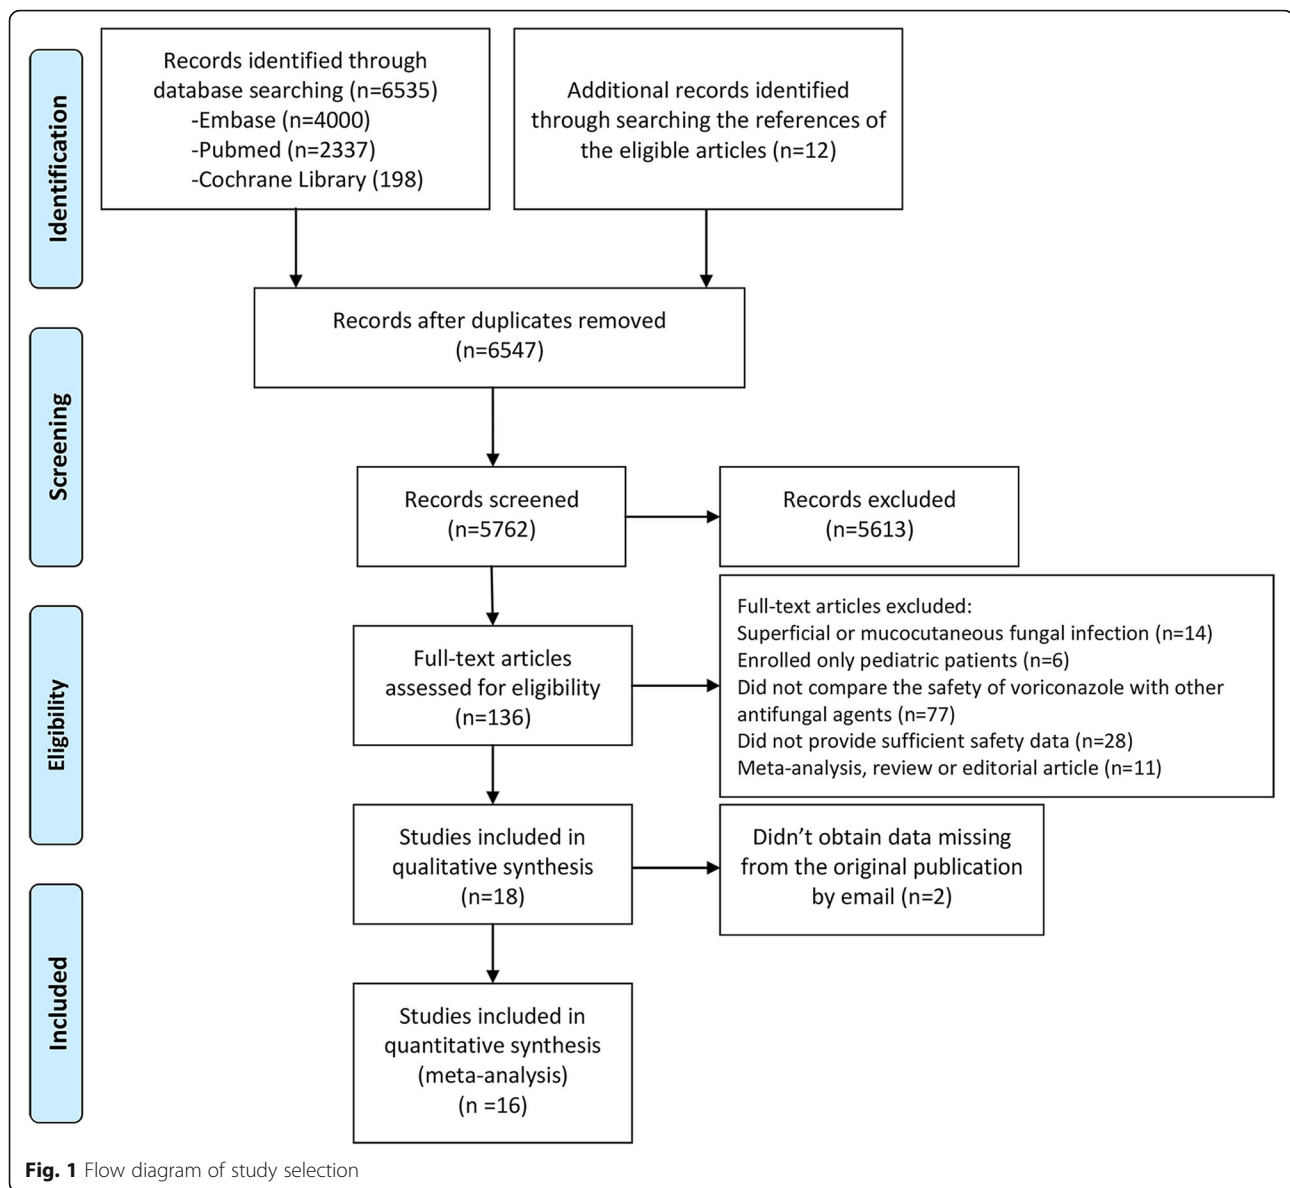 Identification
Records identified through
database searching (n=6535)
-Embase (n=4000)
-Pubmed (n=2337)
-Cochrane Library (198)
Additional records identified
through searching the references of
the eligible articles (n=12)
Screening
Records after duplicates removed
(n=6547)
Records screened
(n=5762)
Records excluded
(n=5613)
Eligibility
Full-text articles
assessed for eligibility
(n=136)
Full-text articles excluded:
Superficial or mucocutaneous fungal infection (n=14)
Enrolled only pediatric patients (n=6)
Did not compare the safety of voriconazole with other
antifungal agents (n=77)
Did not provide sufficient safety data (n=28)
Meta-analysis, review or editorial article (n=11)
Studies included in
qualitative synthesis
(n=18)
Didn’t obtain data missing
from the original publication
by email (n=2)
Included
Studies included in
quantitative synthesis
(meta-analysis)
(n =16)
Fig. 1 Flow diagram of study selection